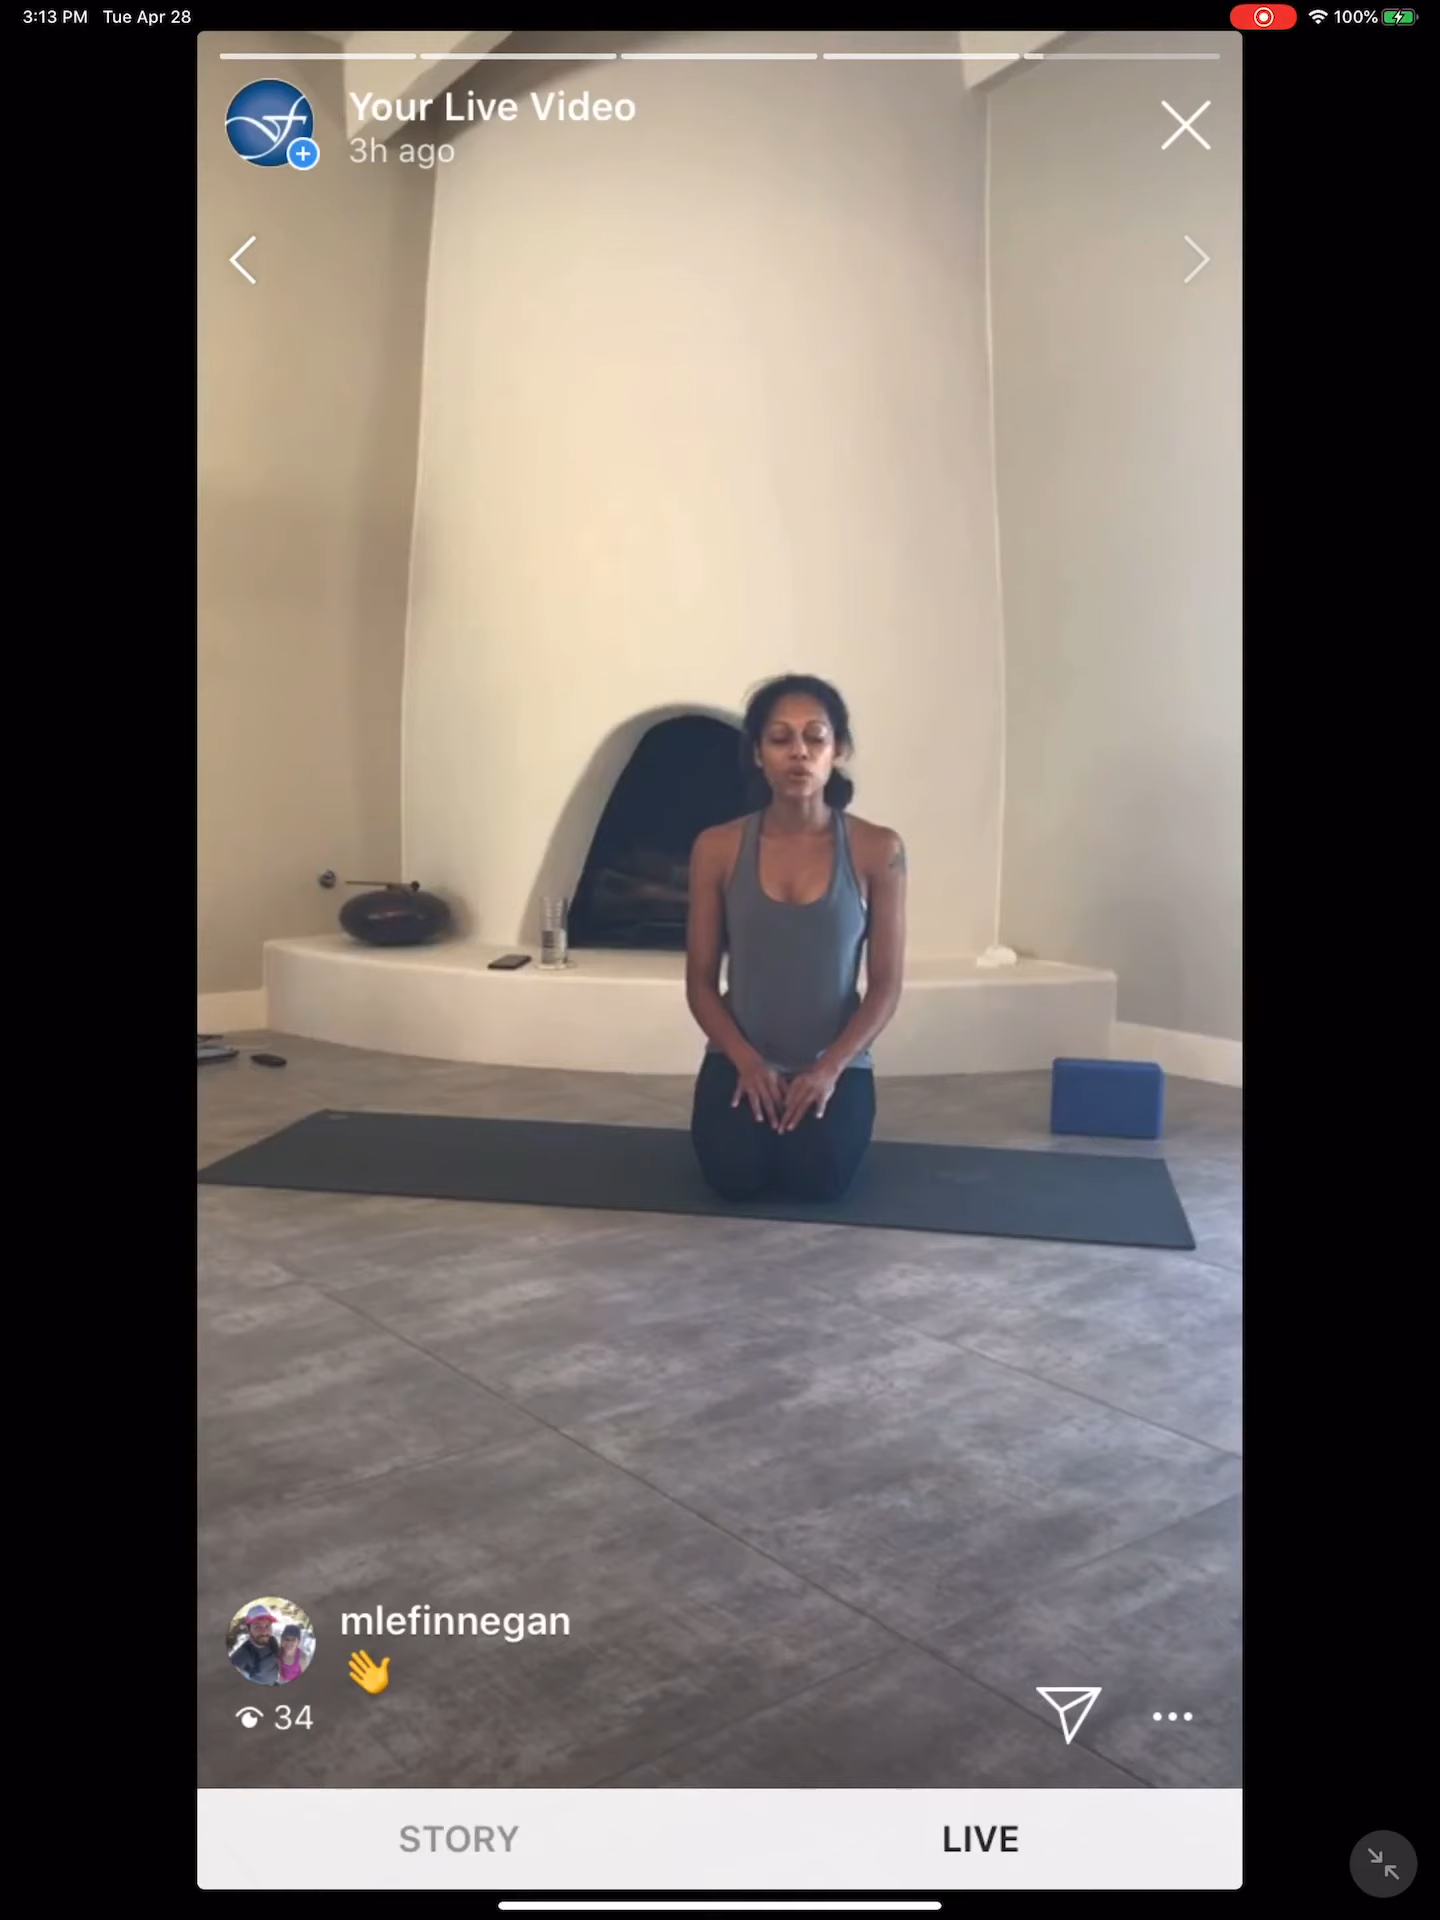 3:13 PM Tue Apr 28
100%
Your Live Video
3h ago
mlefinnegan
👋
34
STORY
LIVE